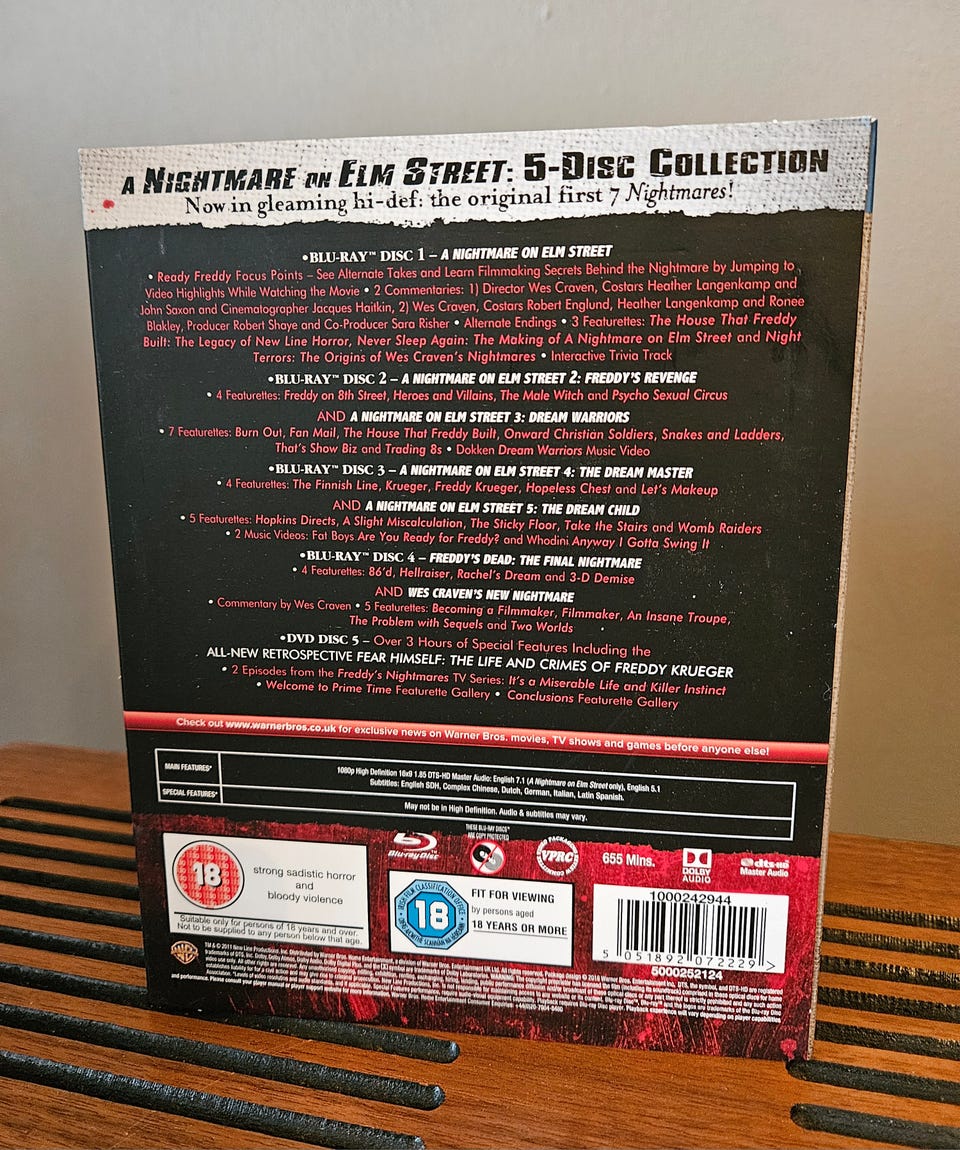 A NIGHTMARE ON ELM STREET: 5-DISC COLLECTION
Now in gleaming hi-def: the original first 7 Nightmares!
•BLU-RAY™ DISC 1 – A NIGHTMARE ON ELM STREET
• Ready Freddy Focus Points – See Alternate Takes and Learn Filmmaking Secrets Behind the Nightmare by Jumping to
Video Highlights While Watching the Movie • 2 Commentaries: 1) Director Wes Craven, Costars Heather Langenkamp and
John Saxon and Cinematographer Jacques Haitkin, 2) Wes Craven, Costars Robert Englund, Heather Langenkamp and Ronee
Blakley, Producer Robert Shaye and Co-Producer Sara Risher • Alternate Endings • 3 Featurettes: The House That Freddy
Built: The Legacy of New Line Horror, Never Sleep Again: The Making of A Nightmare on Elm Street and Night
Terrors: The Origins of Wes Craven's Nightmares • Interactive Trivia Track
•BLU-RAY™ DISC 2 – A NIGHTMARE ON ELM STREET 2: FREDDY'S REVENGE
• 4 Featurettes: Freddy on 8th Street, Heroes and Villains, The Male Witch and Psycho Sexual Circus
AND A NIGHTMARE ON ELM STREET 3: DREAM WARRIORS
• 7 Featurettes: Burn Out, Fan Mail, The House That Freddy Built, Onward Christian Soldiers, Snakes and Ladders,
That's Show Biz and Trading 8s • Dokken Dream Warriors Music Video
•BLU-RAY™ DISC 3 – A NIGHTMARE ON ELM STREET 4: THE DREAM MASTER
• 4 Featurettes: The Finnish Line, Krueger, Freddy Krueger, Hopeless Chest and Let's Makeup
AND A NIGHTMARE ON ELM STREET 5: THE DREAM CHILD
• 5 Featurettes: Hopkins Directs, A Slight Miscalculation, The Sticky Floor, Take the Stairs and Womb Raiders
• 2 Music Videos: Fat Boys Are You Ready for Freddy? and Whodini Anyway I Gotta Swing It
•BLU-RAY™ DISC 4 – FREDDY'S DEAD: THE FINAL NIGHTMARE
• 4 Featurettes: 86'd, Hellraiser, Rachel's Dream and 3-D Demise
AND WES CRAVEN'S NEW NIGHTMARE
• Commentary by Wes Craven • 5 Featurettes: Becoming a Filmmaker, Filmmaker, An Insane Troupe,
The Problem with Sequels and Two Worlds
•DVD DISC 5 – Over 3 Hours of Special Features Including the
ALL-NEW RETROSPECTIVE FEAR HIMSELF: THE LIFE AND CRIMES OF FREDDY KRUEGER
• 2 Episodes from the Freddy's Nightmares TV Series: It's a Miserable Life and Killer Instinct
• Welcome to Prime Time Featurette Gallery • Conclusions Featurette Gallery
Check out www.warnerbros.co.uk for exclusive news on Warner Bros. movies, TV shows and games before anyone else!
MAIN FEATURES* 1080p High Definition 16x9 1.85 DTS-HD Master Audio: English 7.1 (A Nightmare on Elm Street only), English 5.1
Subtitles: English SDH, Complex Chinese, Dutch, German, Italian, Latin Spanish.
SPECIAL FEATURES* May not be in High Definition. Audio & subtitles may vary.
THESE BLU-RAY DISCS™
ARE COPY PROTECTED
Blu-ray Disc
VPRC
655 Mins.
DOLBY
AUDIO
dts-HD
Master Audio
18
strong sadistic horror
and
bloody violence
Suitable only for persons of 18 years and over.
Not to be supplied to any person below that age.
18
FIT FOR VIEWING
by persons aged
18 YEARS OR MORE
1000242944
5 051892 072229 >
5000252124